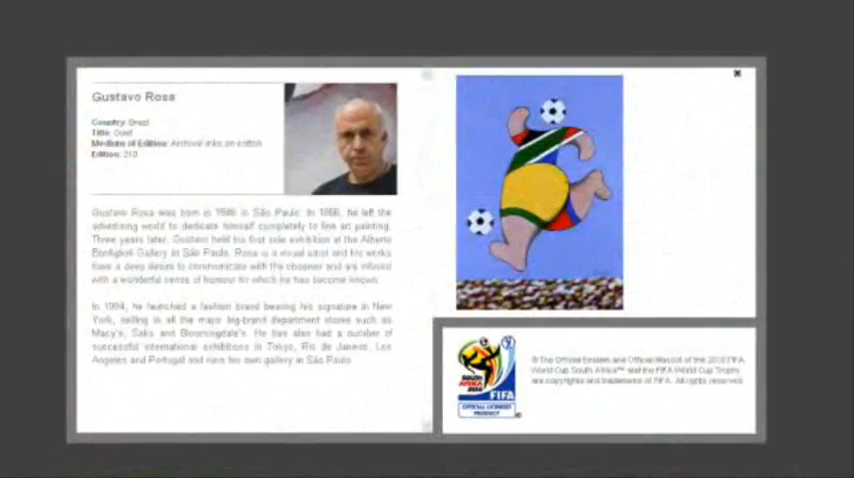 Gustavo Rosa
Country: Brazil
Title: Goal
Medium of Edition: Archival inks on cotton
Edition: 210
Gustavo Rosa was born in 1946 in São Paulo. In 1966, he left the
advertising world to dedicate himself completely to fine art painting.
Three years later, Gustavo held his first solo exhibition at the Alberto
Bonfiglioli Gallery in São Paulo. Rosa is a visual artist and his works
have a deep desire to communicate with the observer and are infused
with a wonderful sense of humour for which he has become known.
In 1994, he launched a fashion brand bearing his signature in New
York, selling in all the major big-brand department stores such as
Macy's, Saks and Bloomingdale's. He has also had a number of
successful international exhibitions in Tokyo, Rio de Janeiro, Los
Angeles and Portugal and runs his own gallery in São Paulo.
SOUTH
AFRICA
2010
FIFA
OFFICIAL LICENSED
PRODUCT
© The Official Emblem and Official Mascot of the 2010 FIFA
World Cup South Africa™ and the FIFA World Cup Trophy
are copyrights and trademarks of FIFA. All rights reserved.